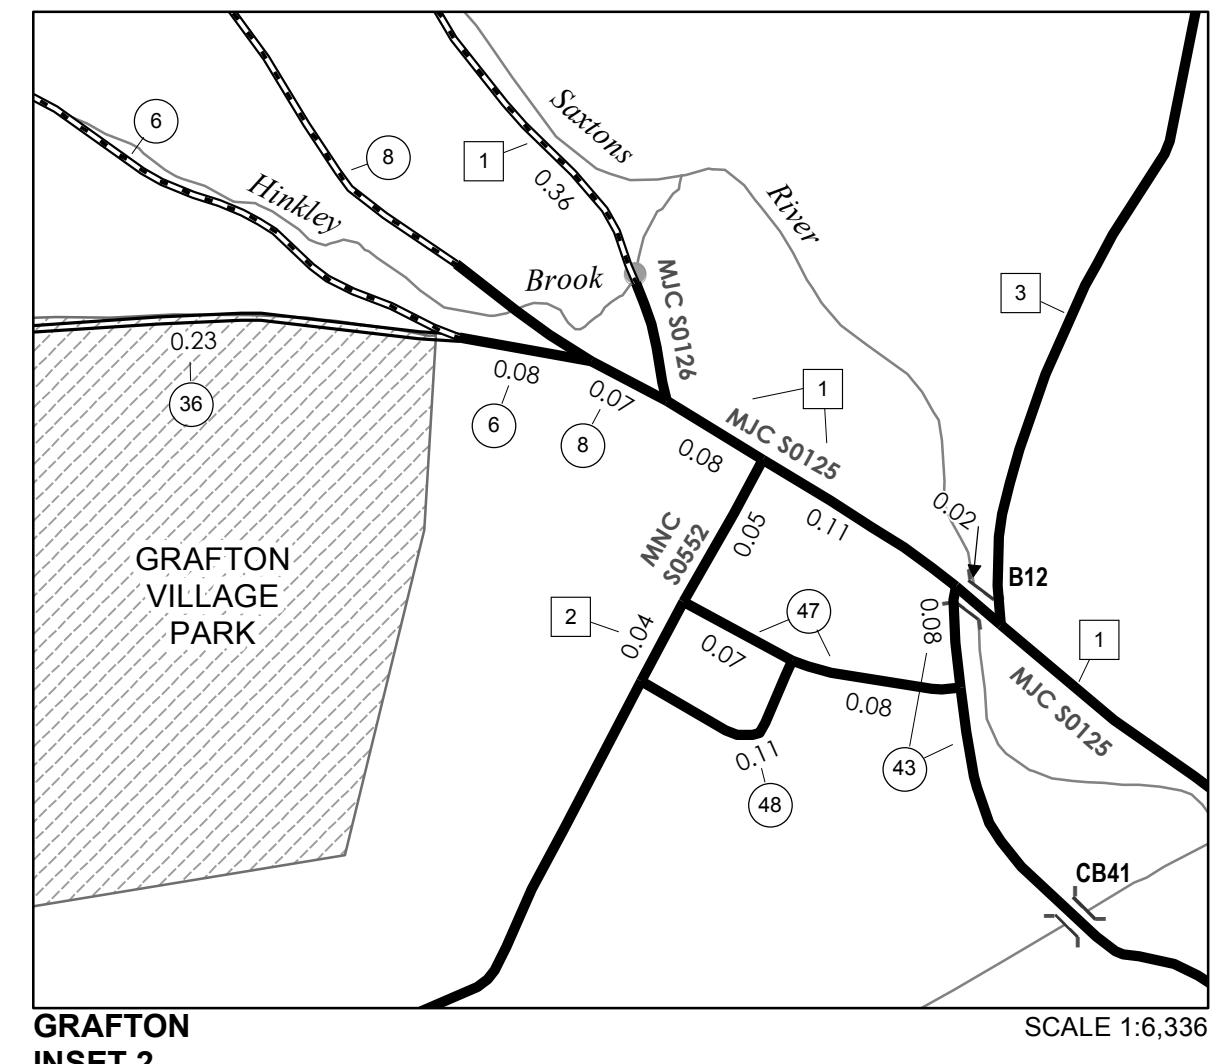 Saxtons
6
8
1
0.36
Hinkley
River
Brook
MJC S0126
3
0.23
36
0.08
6
0.07
8
1
MJC S0125
0.08
0.11
0.02
0.05
MNC
S0552
GRAFTON
VILLAGE
PARK
B12
2
0.04
47
0.08
0.07
1
MJC S0125
0.08
0.11
48
43
CB41
GRAFTON
INSET 2
SCALE 1:6,336